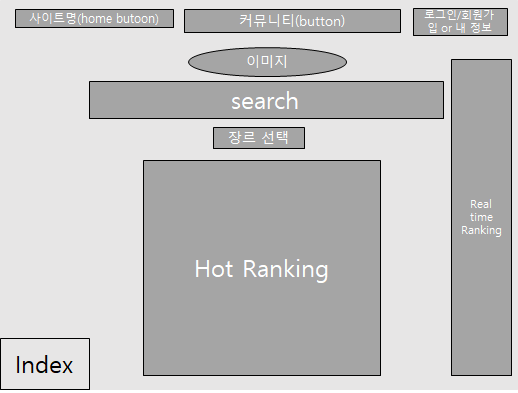 사이트명(home butoon)
커뮤니티(button)
로그인/회원가
입 or 내 정보
이미지
search
장르 선택
Hot Ranking
Real
time
Ranking
Index